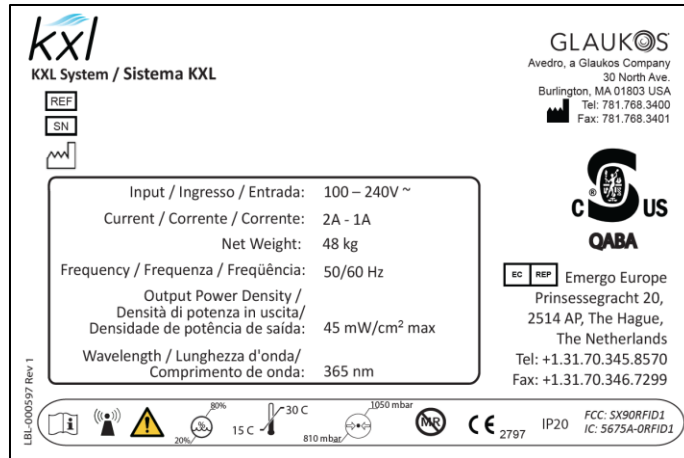 kxl
KXL System / Sistema KXL
REF
SN
GLAUKOS
Avedro, a Glaukos Company
30 North Ave.
Burlington, MA 01803 USA
Tel: 781.768.3400
Fax: 781.768.3401
Input / Ingresso / Entrada: 100 – 240V ~
Current / Corrente / Corrente: 2A - 1A
Net Weight: 48 kg
Frequency / Frequenza / Freqüência: 50/60 Hz
Output Power Density /
Densità di potenza in uscita/
Densidade de potência de saída: 45 mW/cm² max
Wavelength / Lunghezza d'onda/
Comprimento de onda: 365 nm
® C US
QABA
EC REP Emergo Europe
Prinsessegracht 20,
2514 AP, The Hague,
The Netherlands
Tel: +1.31.70.345.8570
Fax: +1.31.70.346.7299
LBL-000597 Rev 1
i
80%
%
20%
30 C
15 C
1050 mbar
810 mbar
MR
CE 2797
IP20
FCC: SX90RFID1
IC: 5675A-0RFID1